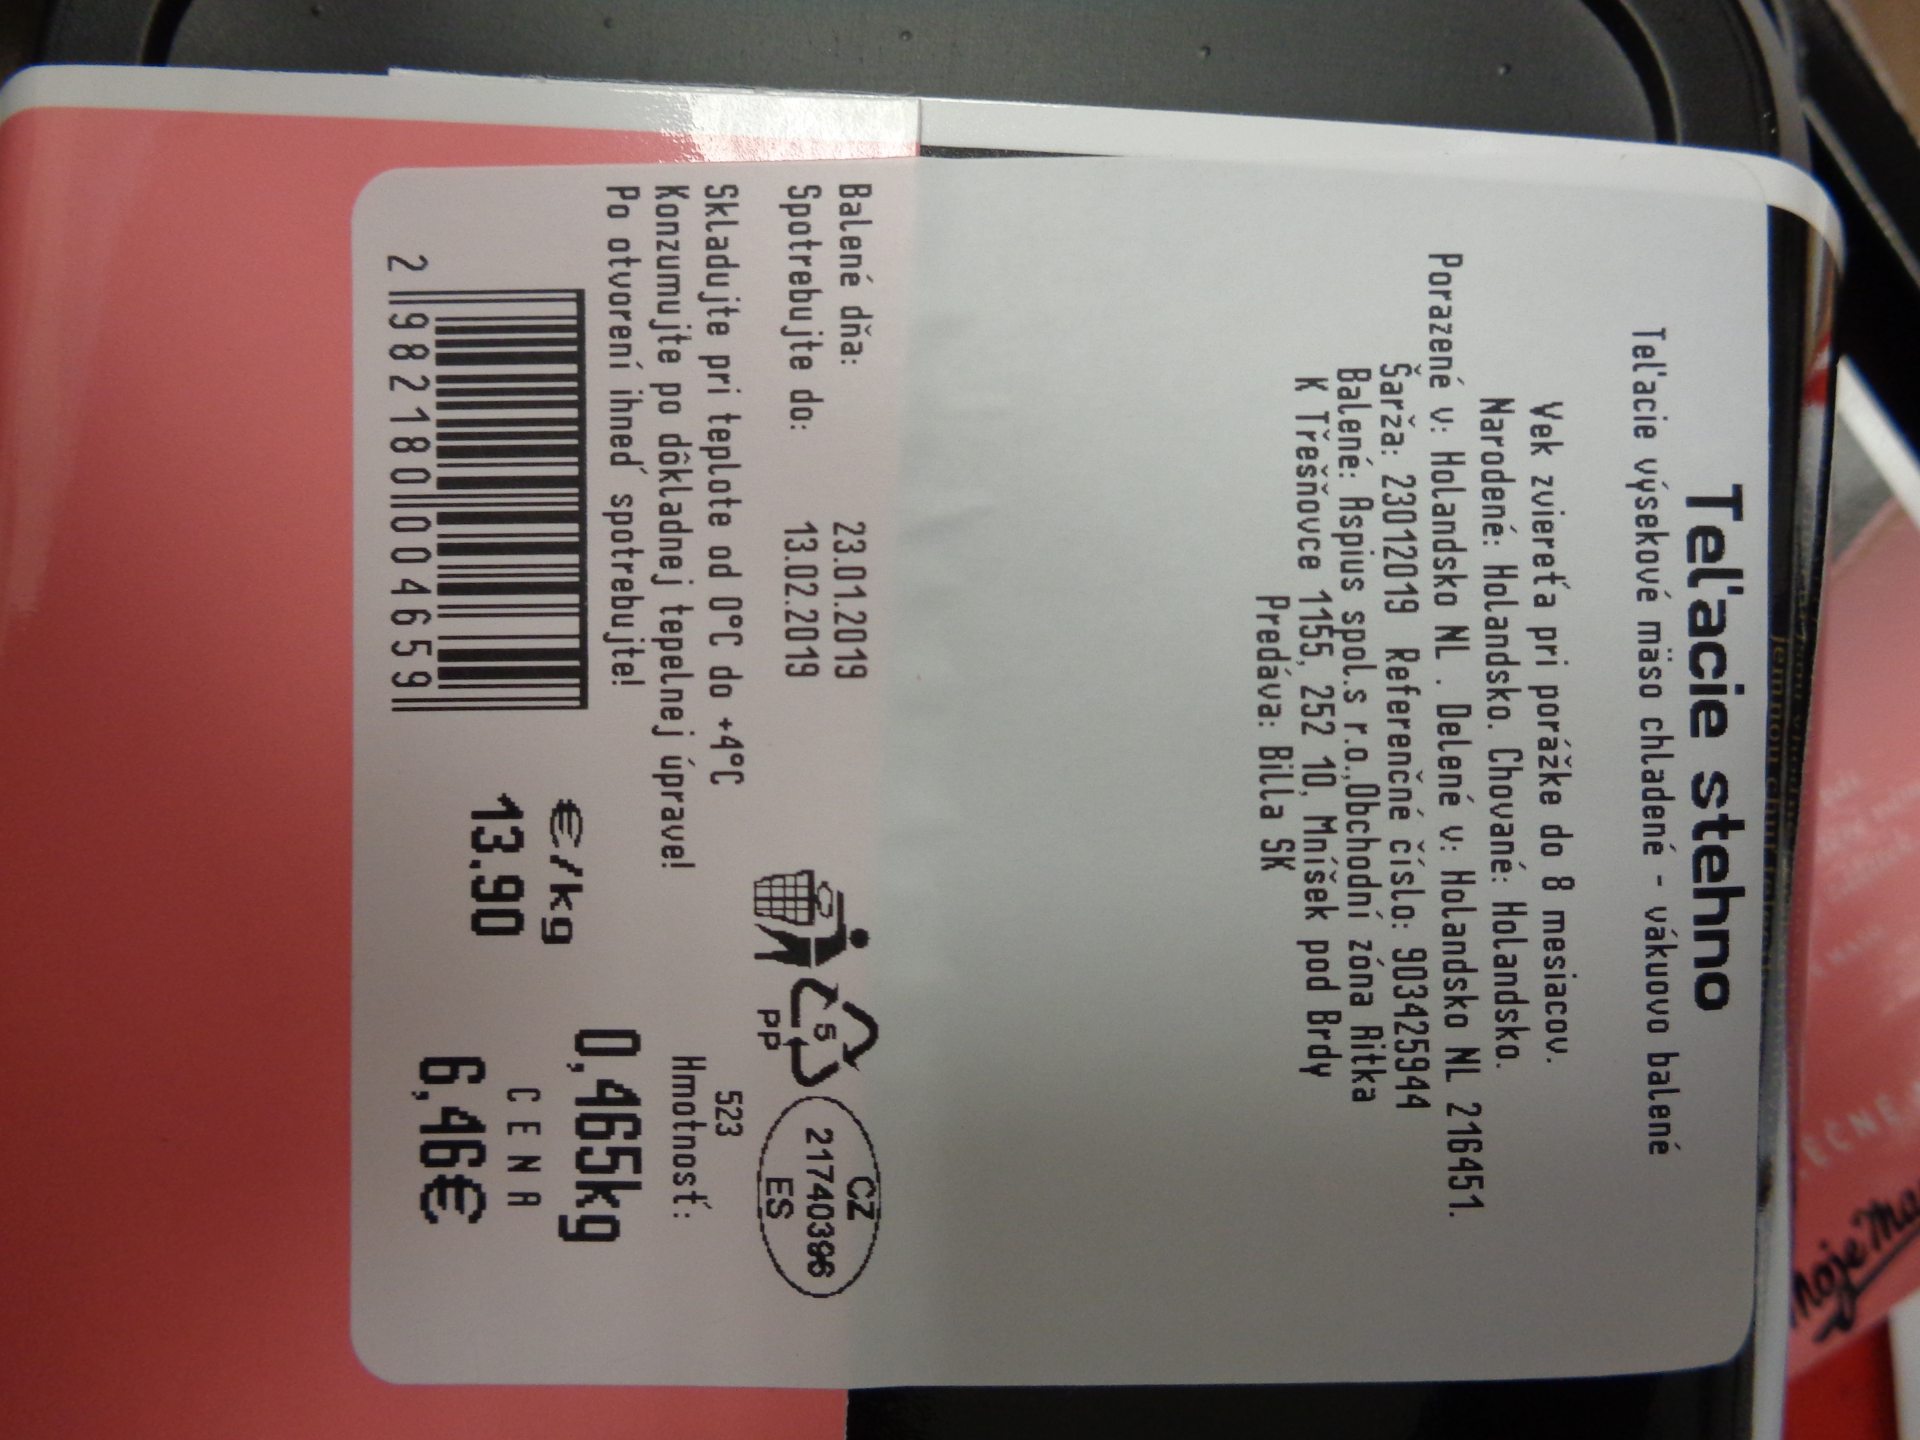 Teľacie stehno
Teľacie výsekové mäso chladené - vákuovo balené
Vek zvieraťa pri porážke do 8 mesiacov.
Narodené: Holandsko. Chované: Holandsko.
Porazené v: Holandsko NL . Delené v: Holandsko NL 216451.
Šarža: 23012019 Referenčné číslo: 903425944
Balené: Aspius spol.s r.o.,Obchodní zóna Ritka
K Třešňovce 1155, 252 10, Mníšek pod Brdy
Predáva: Billa SK
Balené dňa: 23.01.2019
Spotrebujte do: 13.02.2019
Skladujte pri teplote od 0°C do +4°C
Konzumujte po dôkladnej tepelnej úprave!
Po otvorení ihneď spotrebujte!
5
PP
CZ
21740386
ES
523
Hmotnosť:
0,465kg
€/kg
13.90
CENA
6,46€
2 982180 004659
Moje